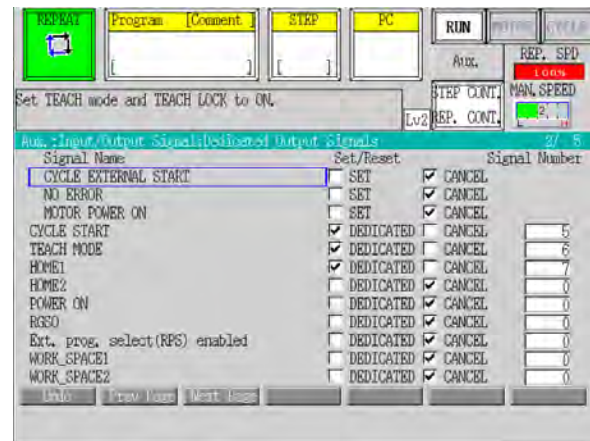 REPEAT Program [Comment ] STEP PC RUN MOTOR CYCLE
[ ] [ ]
Aux. REP. SPD
100%
Set TEACH mode and TEACH LOCK to ON.
STEP CONT. MAN.SPEED
Lv2 REP. CONT. 2
L H
Aux.:Input/Output Signal:Dedicated Output Signals 2/ 5
Signal Name Set/Reset Signal Number
CYCLE EXTERNAL START SET CANCEL
NO ERROR SET CANCEL
MOTOR POWER ON SET CANCEL
CYCLE START DEDICATED CANCEL 5
TEACH MODE DEDICATED CANCEL 6
HOME1 DEDICATED CANCEL 7
HOME2 DEDICATED CANCEL 0
POWER ON DEDICATED CANCEL 0
RGSO DEDICATED CANCEL 0
Ext. prog. select(RPS) enabled DEDICATED CANCEL 0
WORK_SPACE1 DEDICATED CANCEL 0
WORK_SPACE2 DEDICATED CANCEL 0
Undo Prev Page Next Page